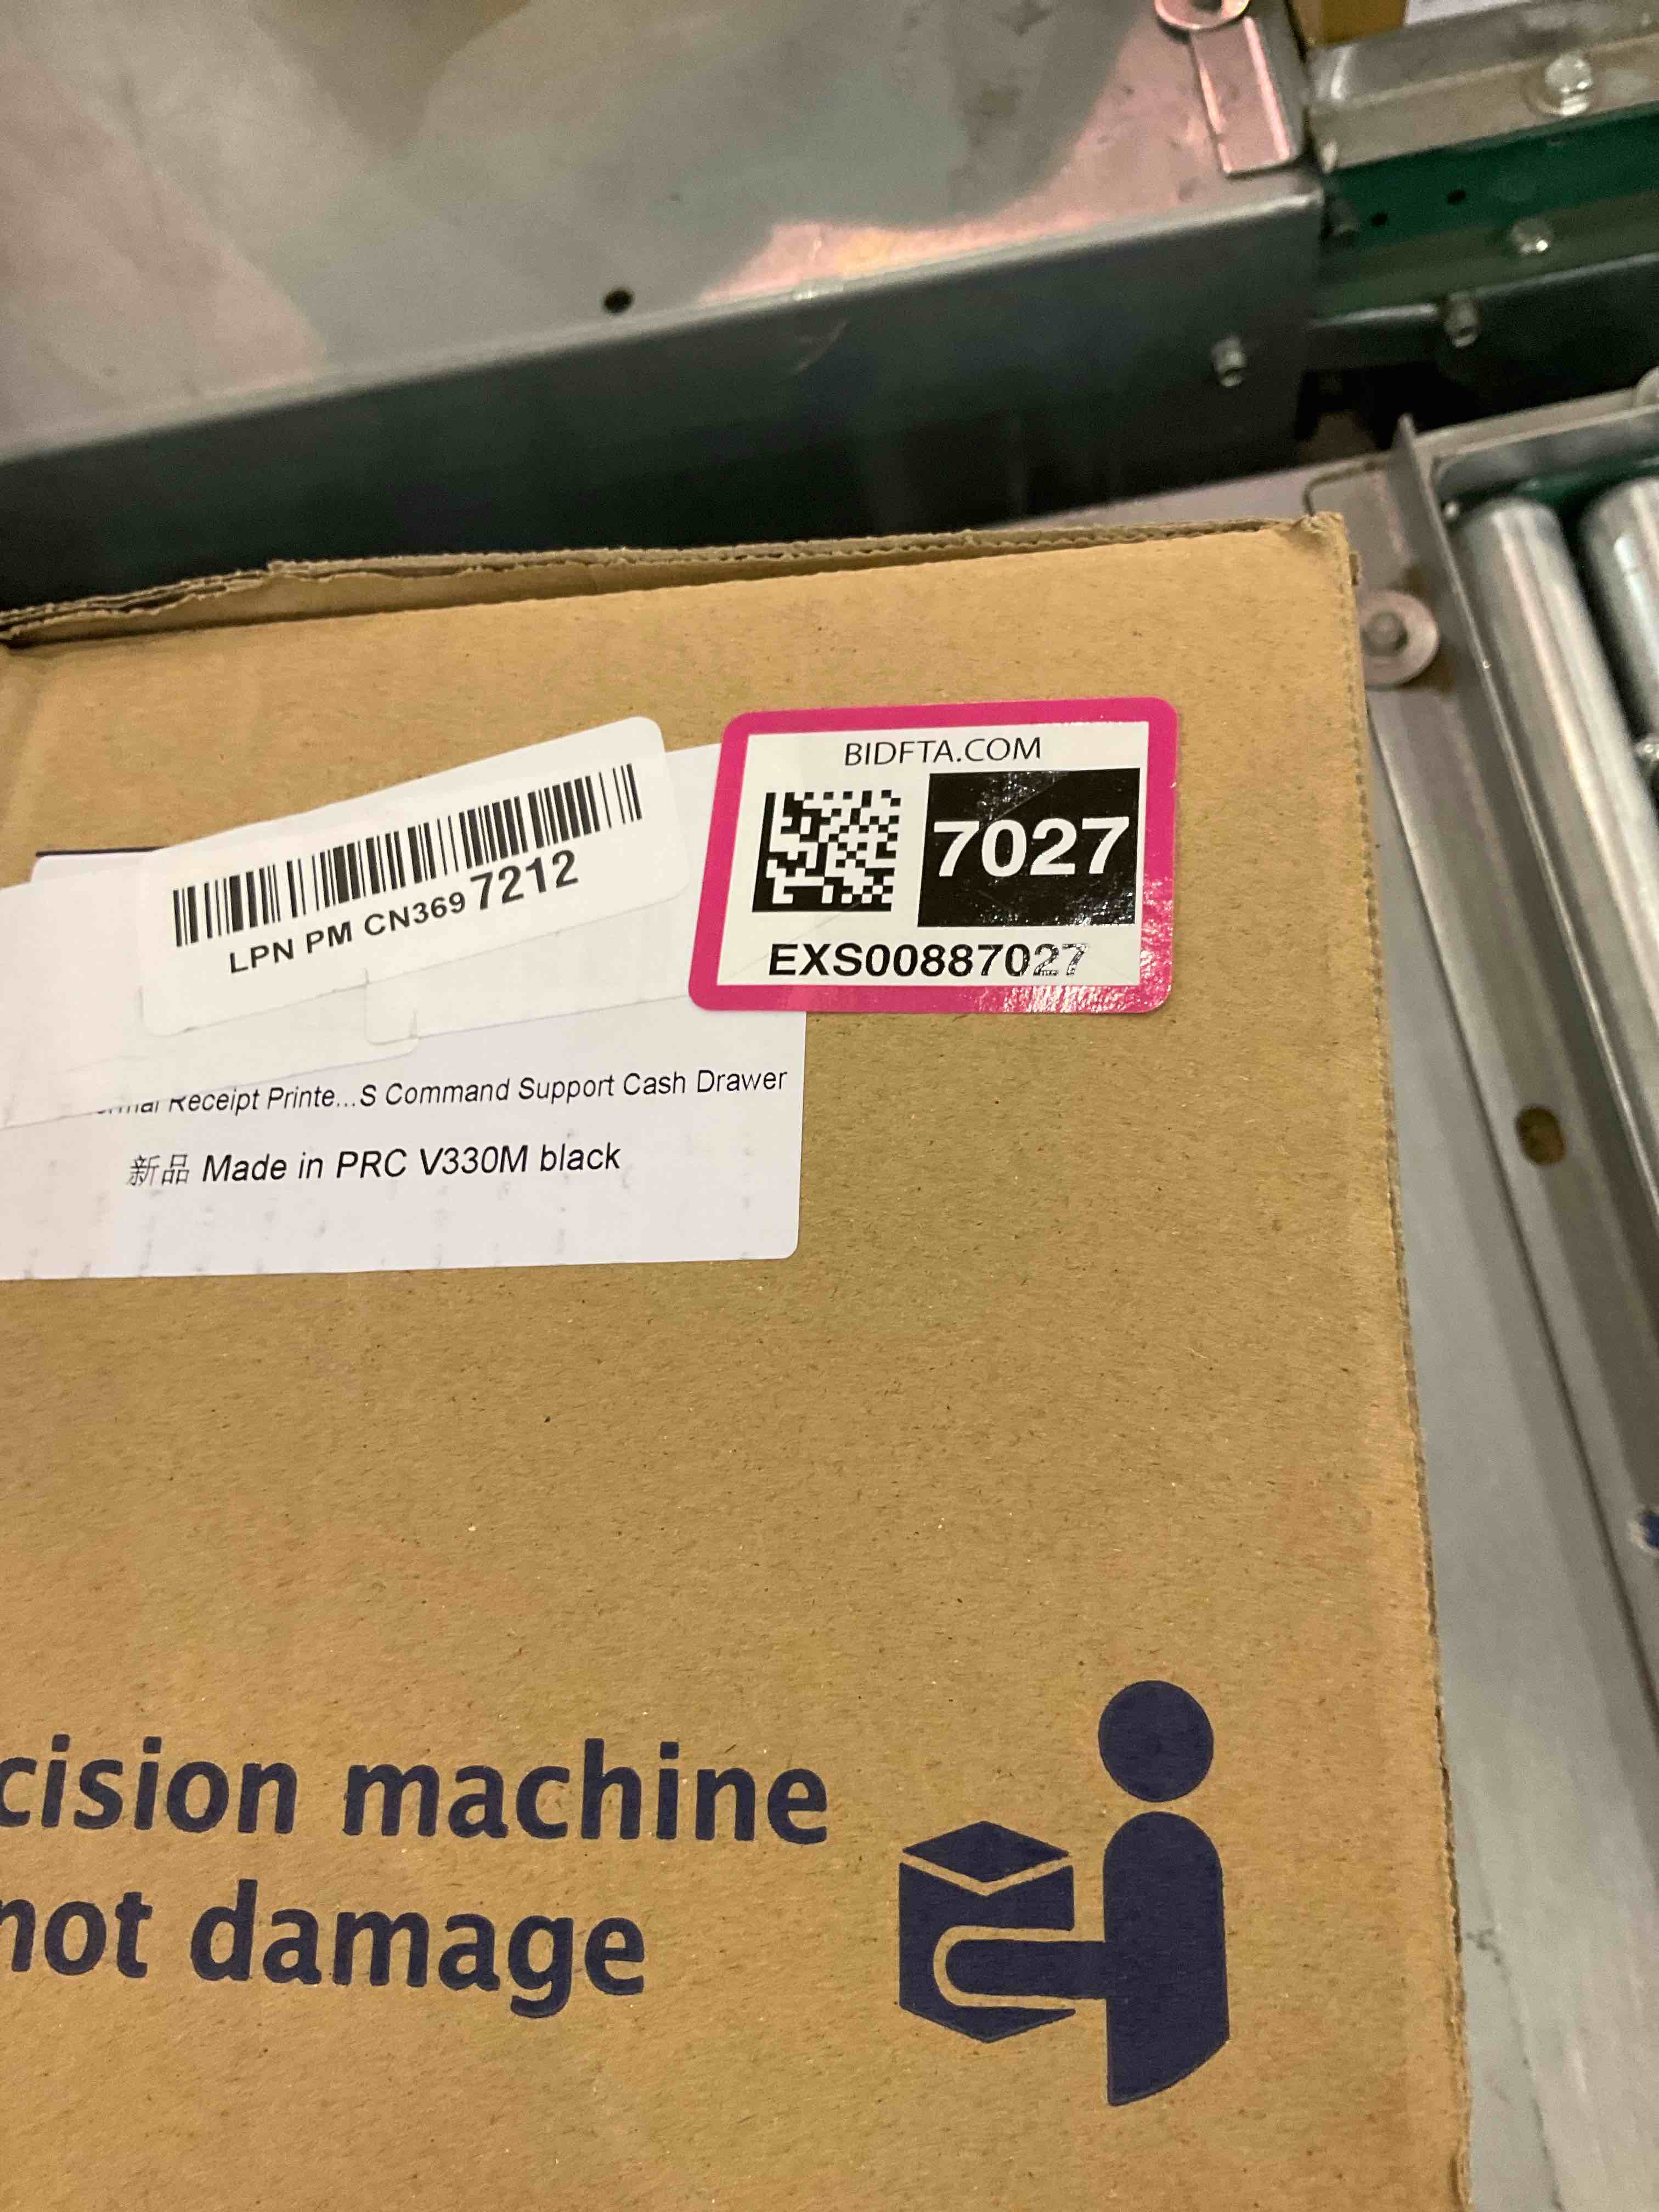 BIDFTA.COM
7027
EXS00887027
LPN PM CN369 7212
Receipt Printe...S Command Support Cash Drawer
新品 Made in PRC V330M black
cision machine
not damage